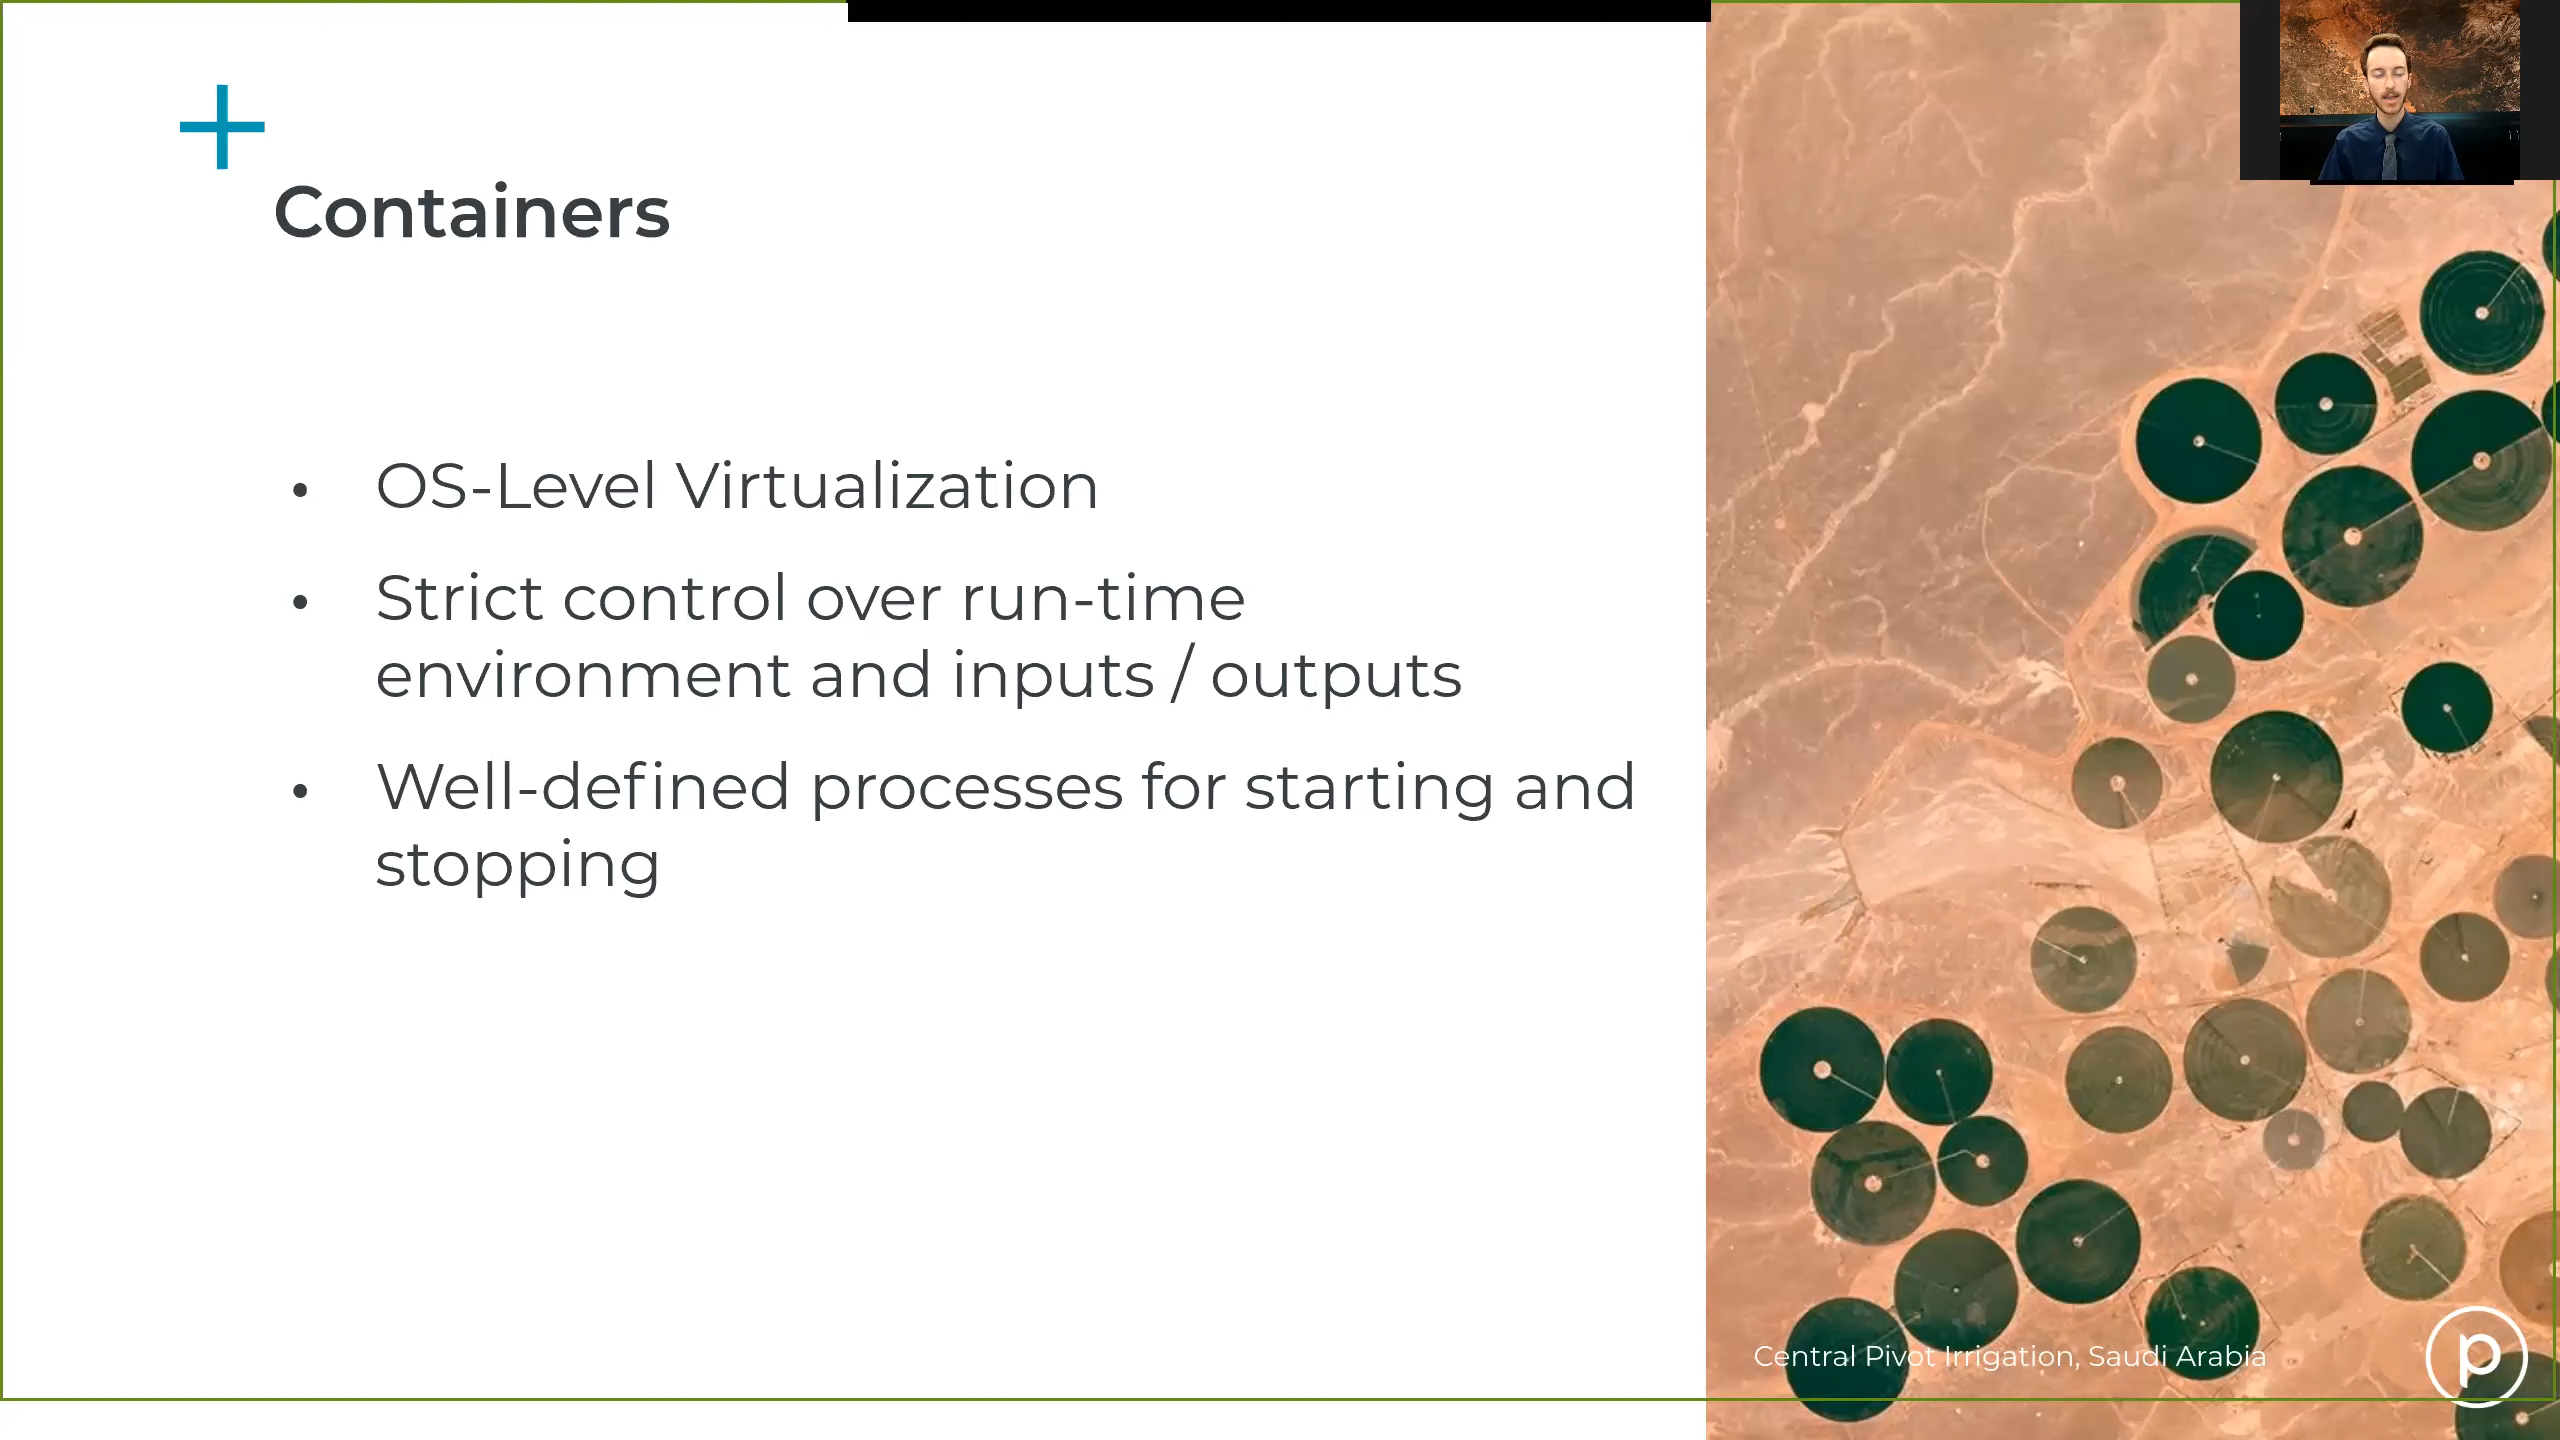 Containers
• OS-Level Virtualization
• Strict control over run-time
environment and inputs / outputs
• Well-defined processes for starting and
stopping
Central Pivot Irrigation, Saudi Arabia
p